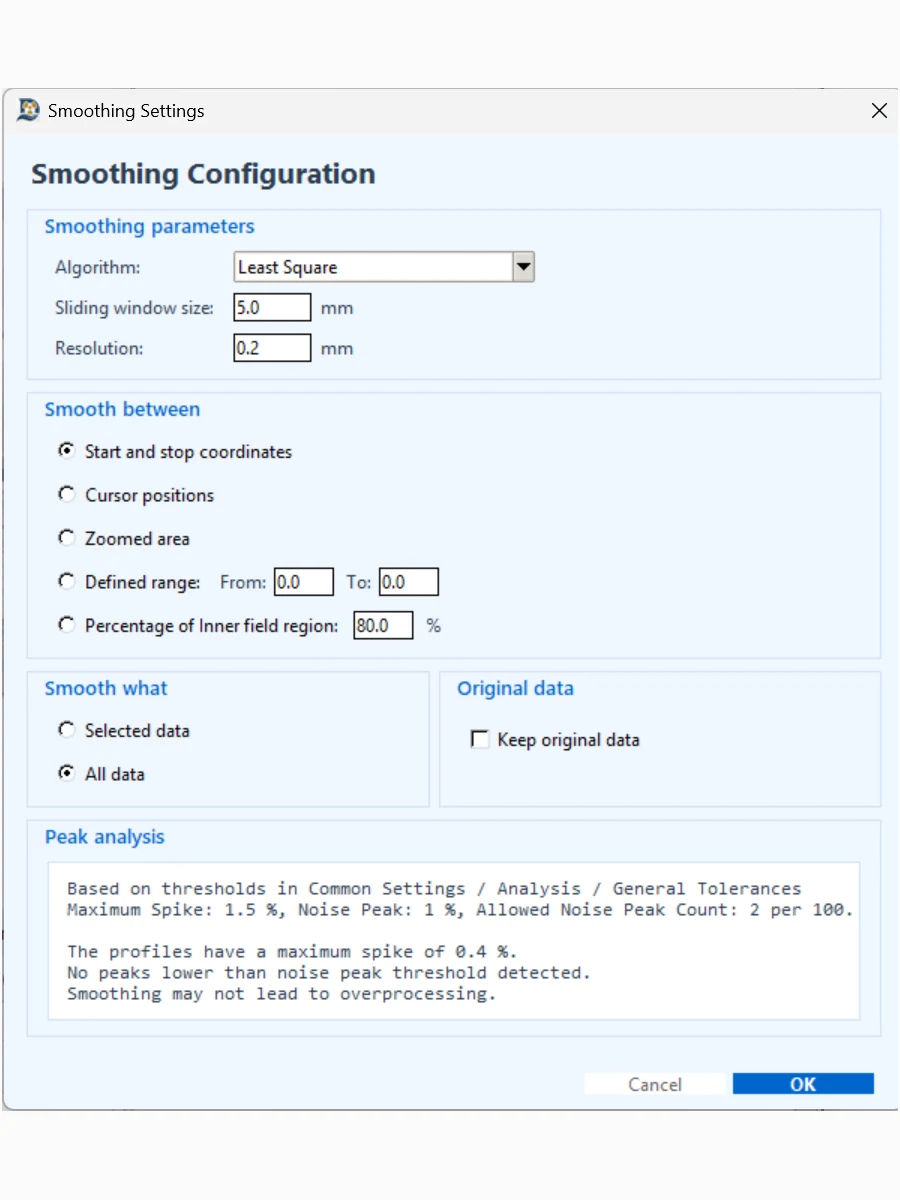 Smoothing Settings
Smoothing Configuration
Smoothing parameters
Algorithm: Least Square
Sliding window size: 5.0 mm
Resolution: 0.2 mm
Smooth between
Start and stop coordinates
Cursor positions
Zoomed area
Defined range: From: 0.0 To: 0.0
Percentage of Inner field region: 80.0 %
Smooth what
Selected data
All data
Original data
Keep original data
Peak analysis
Based on thresholds in Common Settings / Analysis / General Tolerances
Maximum Spike: 1.5 %, Noise Peak: 1 %, Allowed Noise Peak Count: 2 per 100.
The profiles have a maximum spike of 0.4 %.
No peaks lower than noise peak threshold detected.
Smoothing may not lead to overprocessing.
Cancel OK